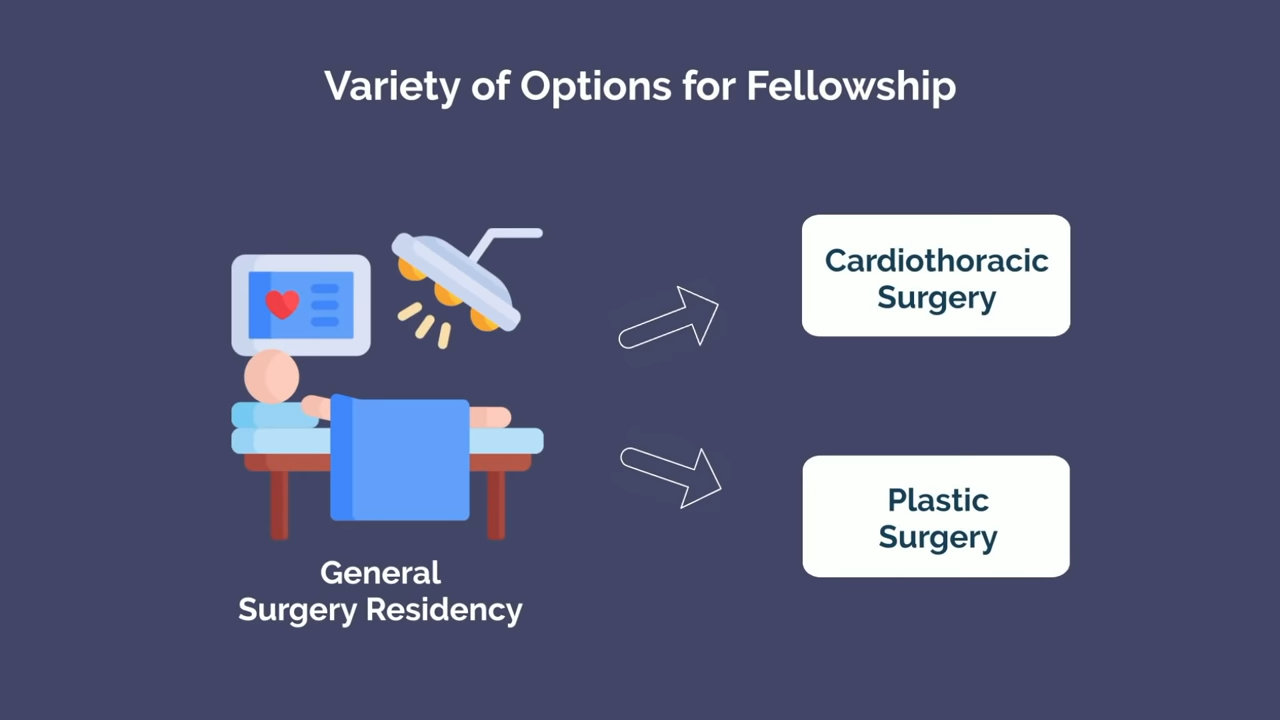 Variety of Options for Fellowship
Cardiothoracic
Surgery
Plastic
Surgery
General
Surgery Residency